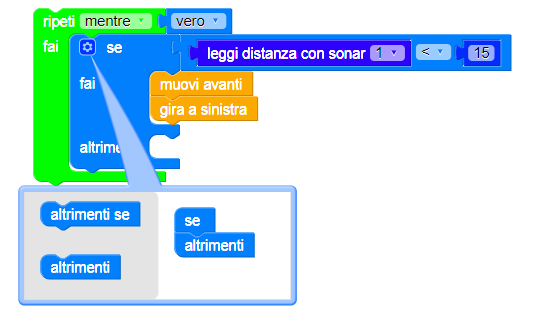 ripeti mentre vero
fai se leggi distanza con sonar 1 < 15
fai muovi avanti
gira a sinistra
altrime
altrimenti se
se
altrimenti
altrimenti